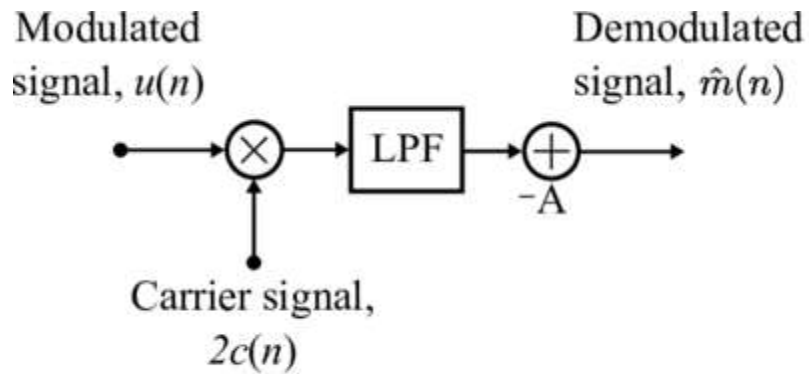 Modulated
signal, u(n)
Demodulated
signal, m̂(n)
×
LPF
+
−A
Carrier signal,
2c(n)